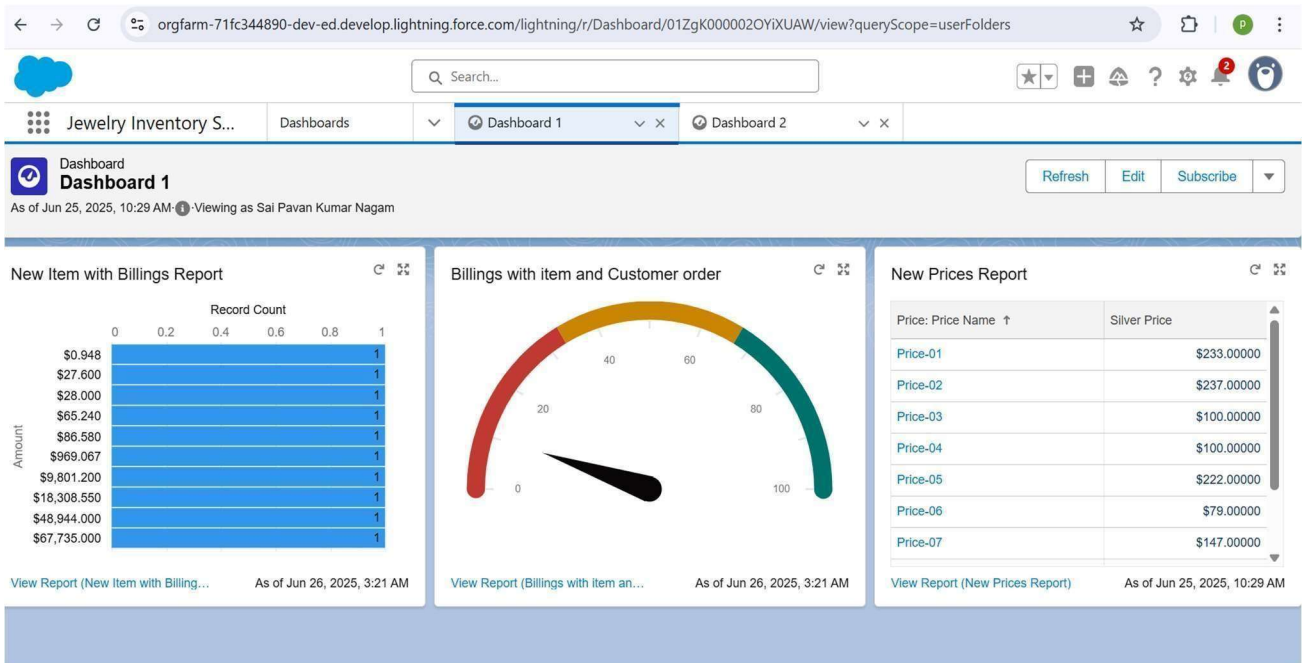 orgfarm-71fc344890-dev-ed.develop.lightning.force.com/lightning/r/Dashboard/01ZgK000002OYiXUAW/view?queryScope=userFolders
p
Search...
2
Jewelry Inventory S...
Dashboards
Dashboard 1
Dashboard 2
Dashboard
Dashboard 1
As of Jun 25, 2025, 10:29 AM·Viewing as Sai Pavan Kumar Nagam
Refresh
Edit
Subscribe
New Item with Billings Report
Record Count
0 0.2 0.4 0.6 0.8 1
Amount
$0.948 1
$27.600 1
$28.000 1
$65.240 1
$86.580 1
$969.067 1
$9,801.200 1
$18,308.550 1
$48,944.000 1
$67,735.000 1
View Report (New Item with Billing...
As of Jun 26, 2025, 3:21 AM
Billings with item and Customer order
0 20 40 60 80 100
View Report (Billings with item an...
As of Jun 26, 2025, 3:21 AM
New Prices Report
Price: Price Name ↑ Silver Price
Price-01 $233.00000
Price-02 $237.00000
Price-03 $100.00000
Price-04 $100.00000
Price-05 $222.00000
Price-06 $79.00000
Price-07 $147.00000
View Report (New Prices Report)
As of Jun 25, 2025, 10:29 AM